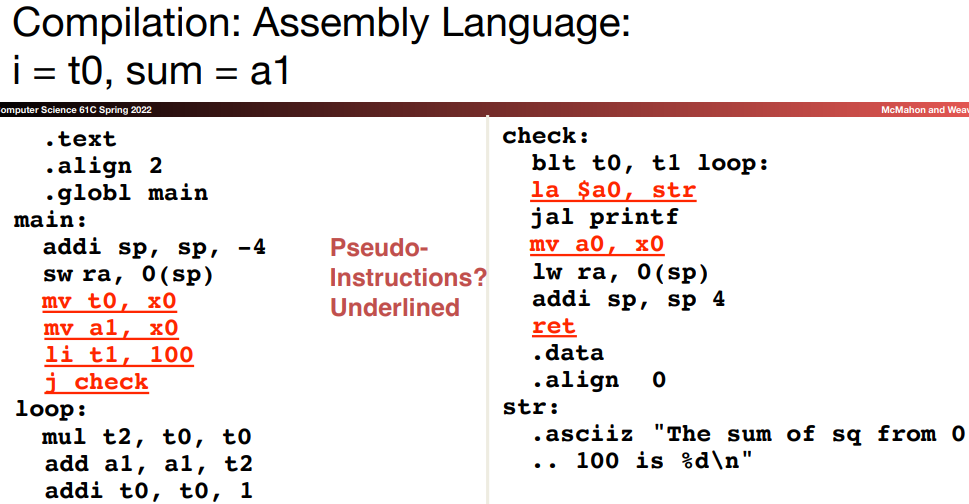 Compilation: Assembly Language:
i = t0, sum = a1
omputer Science 61C Spring 2022
McMahon and Weav
.text
.align 2
.globl main
main:
addi sp, sp, -4
sw ra, 0(sp)
mv t0, x0
mv a1, x0
li t1, 100
j check
loop:
mul t2, t0, t0
add a1, a1, t2
addi t0, t0, 1
Pseudo-
Instructions?
Underlined
check:
blt t0, t1 loop:
la $a0, str
jal printf
mv a0, x0
lw ra, 0(sp)
addi sp, sp 4
ret
.data
.align 0
str:
.asciiz "The sum of sq from 0
.. 100 is %d\n"